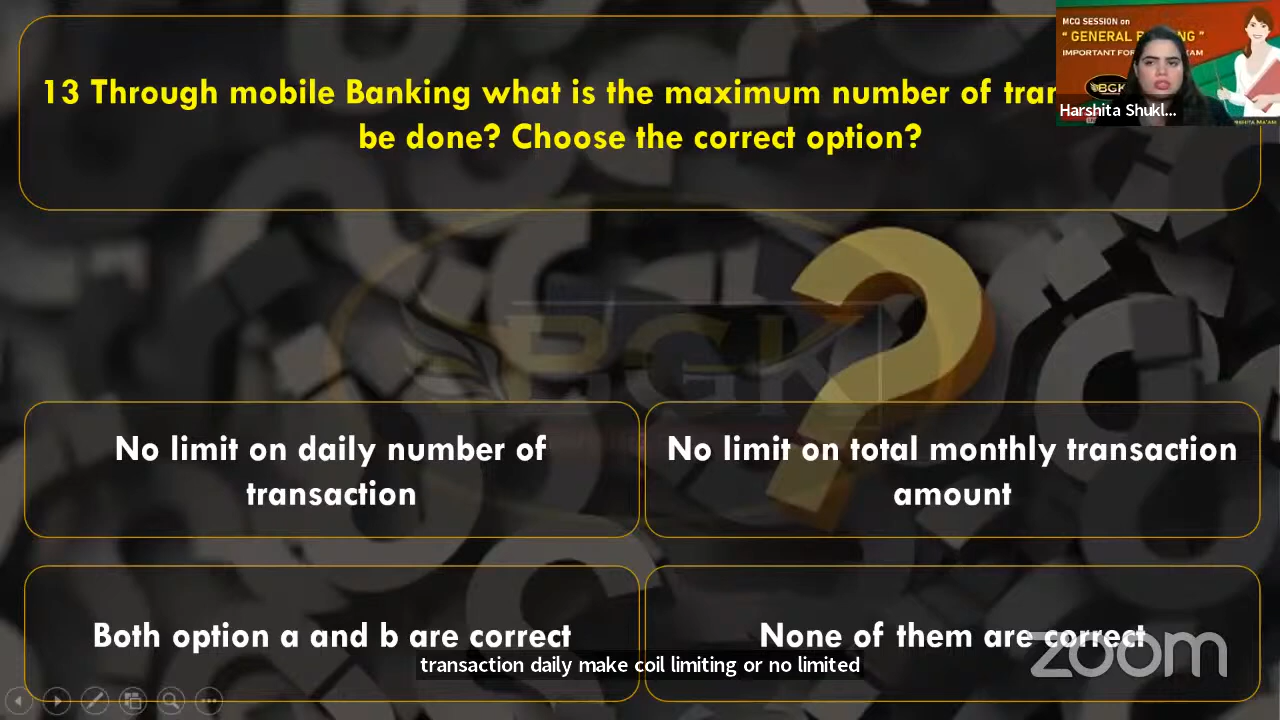 13 Through mobile Banking what is the maximum number of
be done? Choose the correct option?
MCQ SESSION on
" GENERAL
IMPORTANT
BGK
Harshita Shukl...
BGK
No limit on daily number of
transaction
No limit on total monthly transaction
amount
Both option a and b are correct
None of them are correct
transaction daily make coil limiting or no limited
zoom